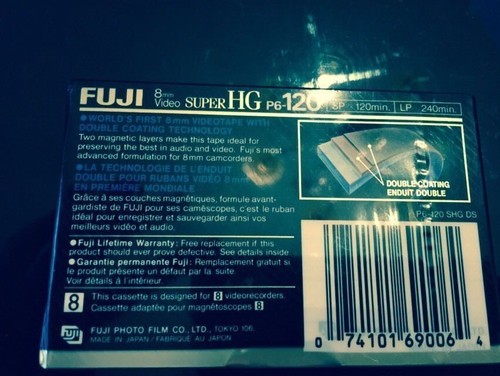 FUJI 8mm Video SUPER HG P6-120 SP 120min. LP 240min.
●WORLD'S FIRST 8mm VIDEOTAPE WITH
DOUBLE COATING TECHNOLOGY
Two magnetic layers make this tape ideal for
preserving the best in audio and video. Fuji's most
advanced formulation for 8mm camcorders.
●LA TECHNOLOGIE DE L'ENDUIT
DOUBLE POUR RUBANS VIDÉO 8mm
EN PREMIÈRE MONDIALE
Grâce à ses couches magnétiques, formule avant-
gardiste de FUJI pour ses caméscopes, c'est le ruban
idéal pour enregistrer et sauvegarder ainsi vos
meilleurs vidéo et audio.
DOUBLE COATING
ENDUIT DOUBLE
P6-120 SHG DS
●Fuji Lifetime Warranty: Free replacement if this
product should ever prove defective. See details inside.
●Garantie permanente Fuji: Remplacement gratuit si
le produit présente un défaut par la suite.
Voir détails à l'intérieur.
8 This cassette is designed for 8 videorecorders.
Cassette adaptée pour magnétoscopes 8
FUJI FUJI PHOTO FILM CO., LTD., TOKYO 106
MADE IN JAPAN/FABRIQUÉ AU JAPON
0 74101 69006 4